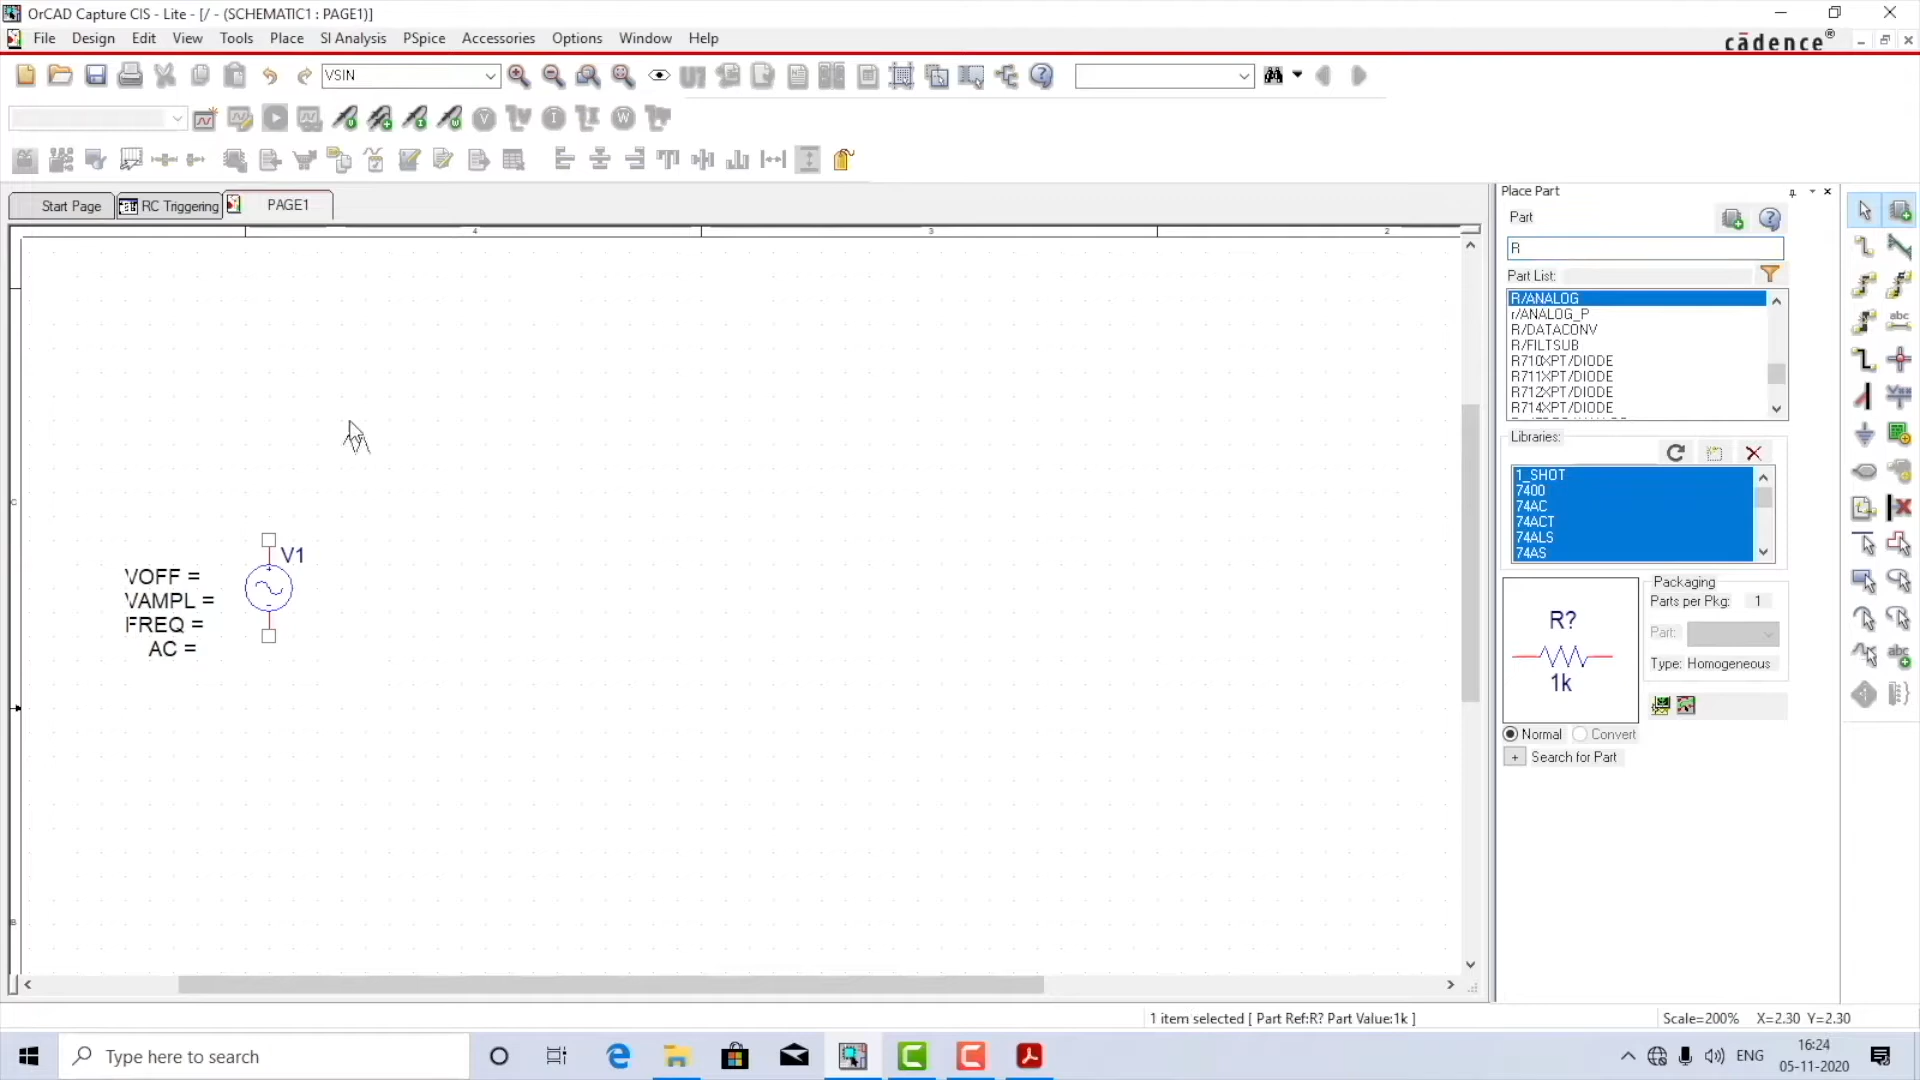 OrCAD Capture CIS - Lite - [/ - (SCHEMATIC1 : PAGE1)]
File Design Edit View Tools Place SI Analysis PSpice Accessories Options Window Help
cādence®
VSIN
Start Page RC Triggering PAGE1
4 3 2
C
B
V1
VOFF =
VAMPL =
FREQ =
AC =
Place Part
Part
R
Part List:
R/ANALOG
r/ANALOG_P
R/DATACONV
R/FILTSUB
R710XPT/DIODE
R711XPT/DIODE
R712XPT/DIODE
R714XPT/DIODE
Libraries:
1_SHOT
7400
74AC
74ACT
74ALS
74AS
R?
1k
Packaging
Parts per Pkg: 1
Part:
Type: Homogeneous
Normal Convert
+ Search for Part
1 item selected [ Part Ref:R? Part Value:1k ]
Scale=200% X=2.30 Y=2.30
Type here to search
ENG
16:24
05-11-2020